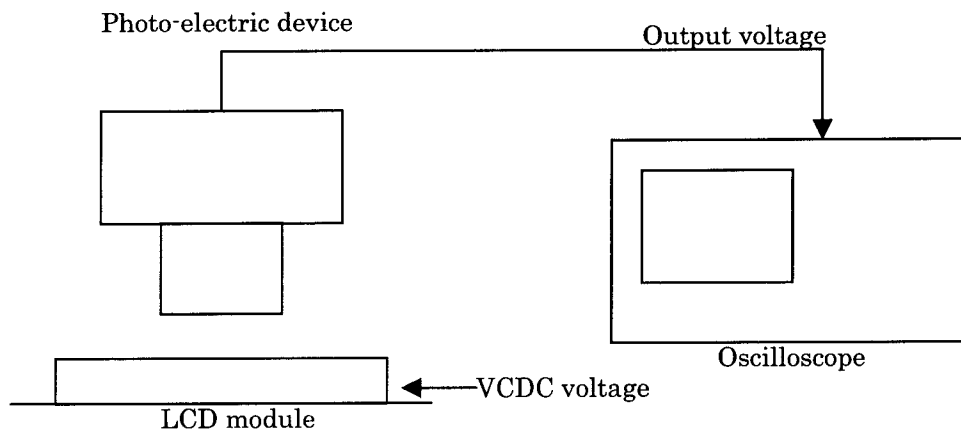 Photo-electric device
Output voltage
Oscilloscope
VCDC voltage
LCD module